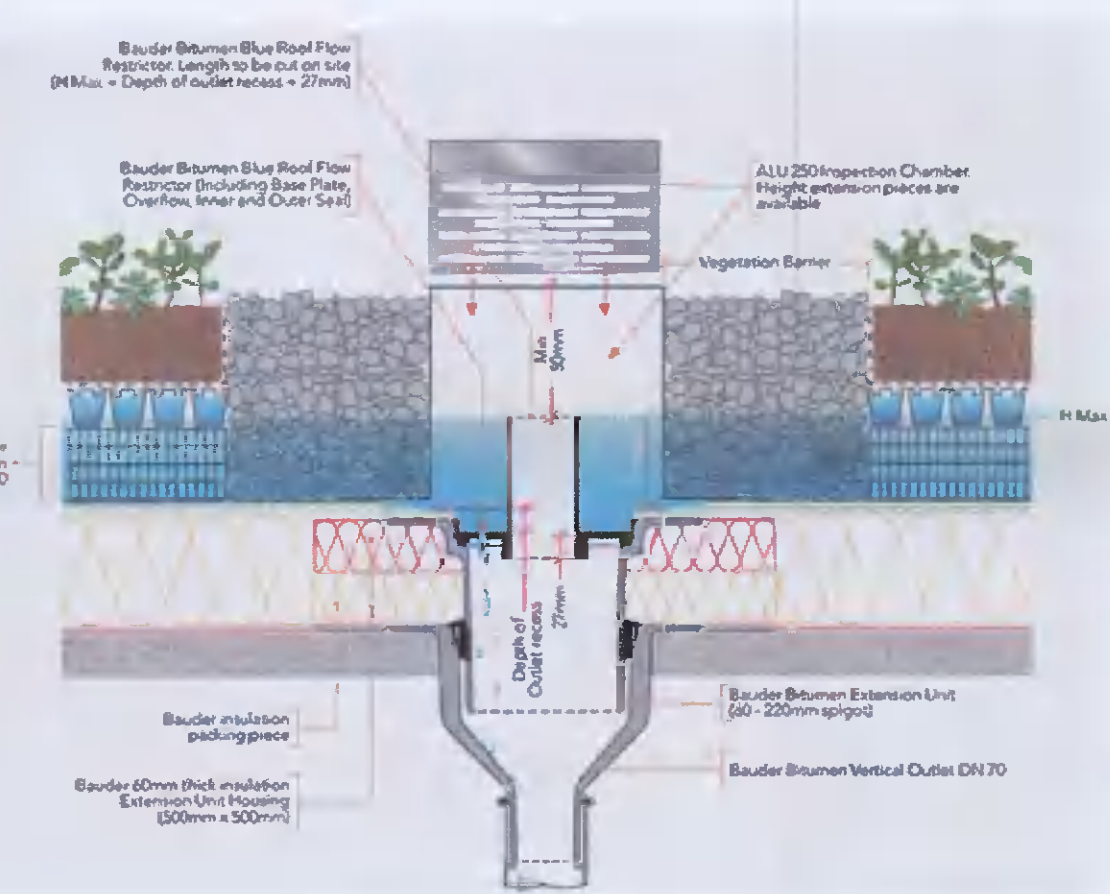 Bauder Bitumen Blue Roof Flow
Restrictor. Length to be cut on site
(H Max + Depth of outlet recess + 27mm)
Bauder Bitumen Blue Roof Flow
Restrictor (Including Base Plate,
Overflow, Inner and Outer Seal)
ALU 250 Inspection Chamber.
Height extension pieces are
available
Vegetation Barrier
Min
50mm
H Max
Depth of
Outlet recess
27mm
Bauder insulation
packing piece
Bauder 60mm thick insulation
Extension Unit Housing
(500mm x 500mm)
Bauder Bitumen Extension Unit
(60 - 220mm spigot)
Bauder Bitumen Vertical Outlet DN 70